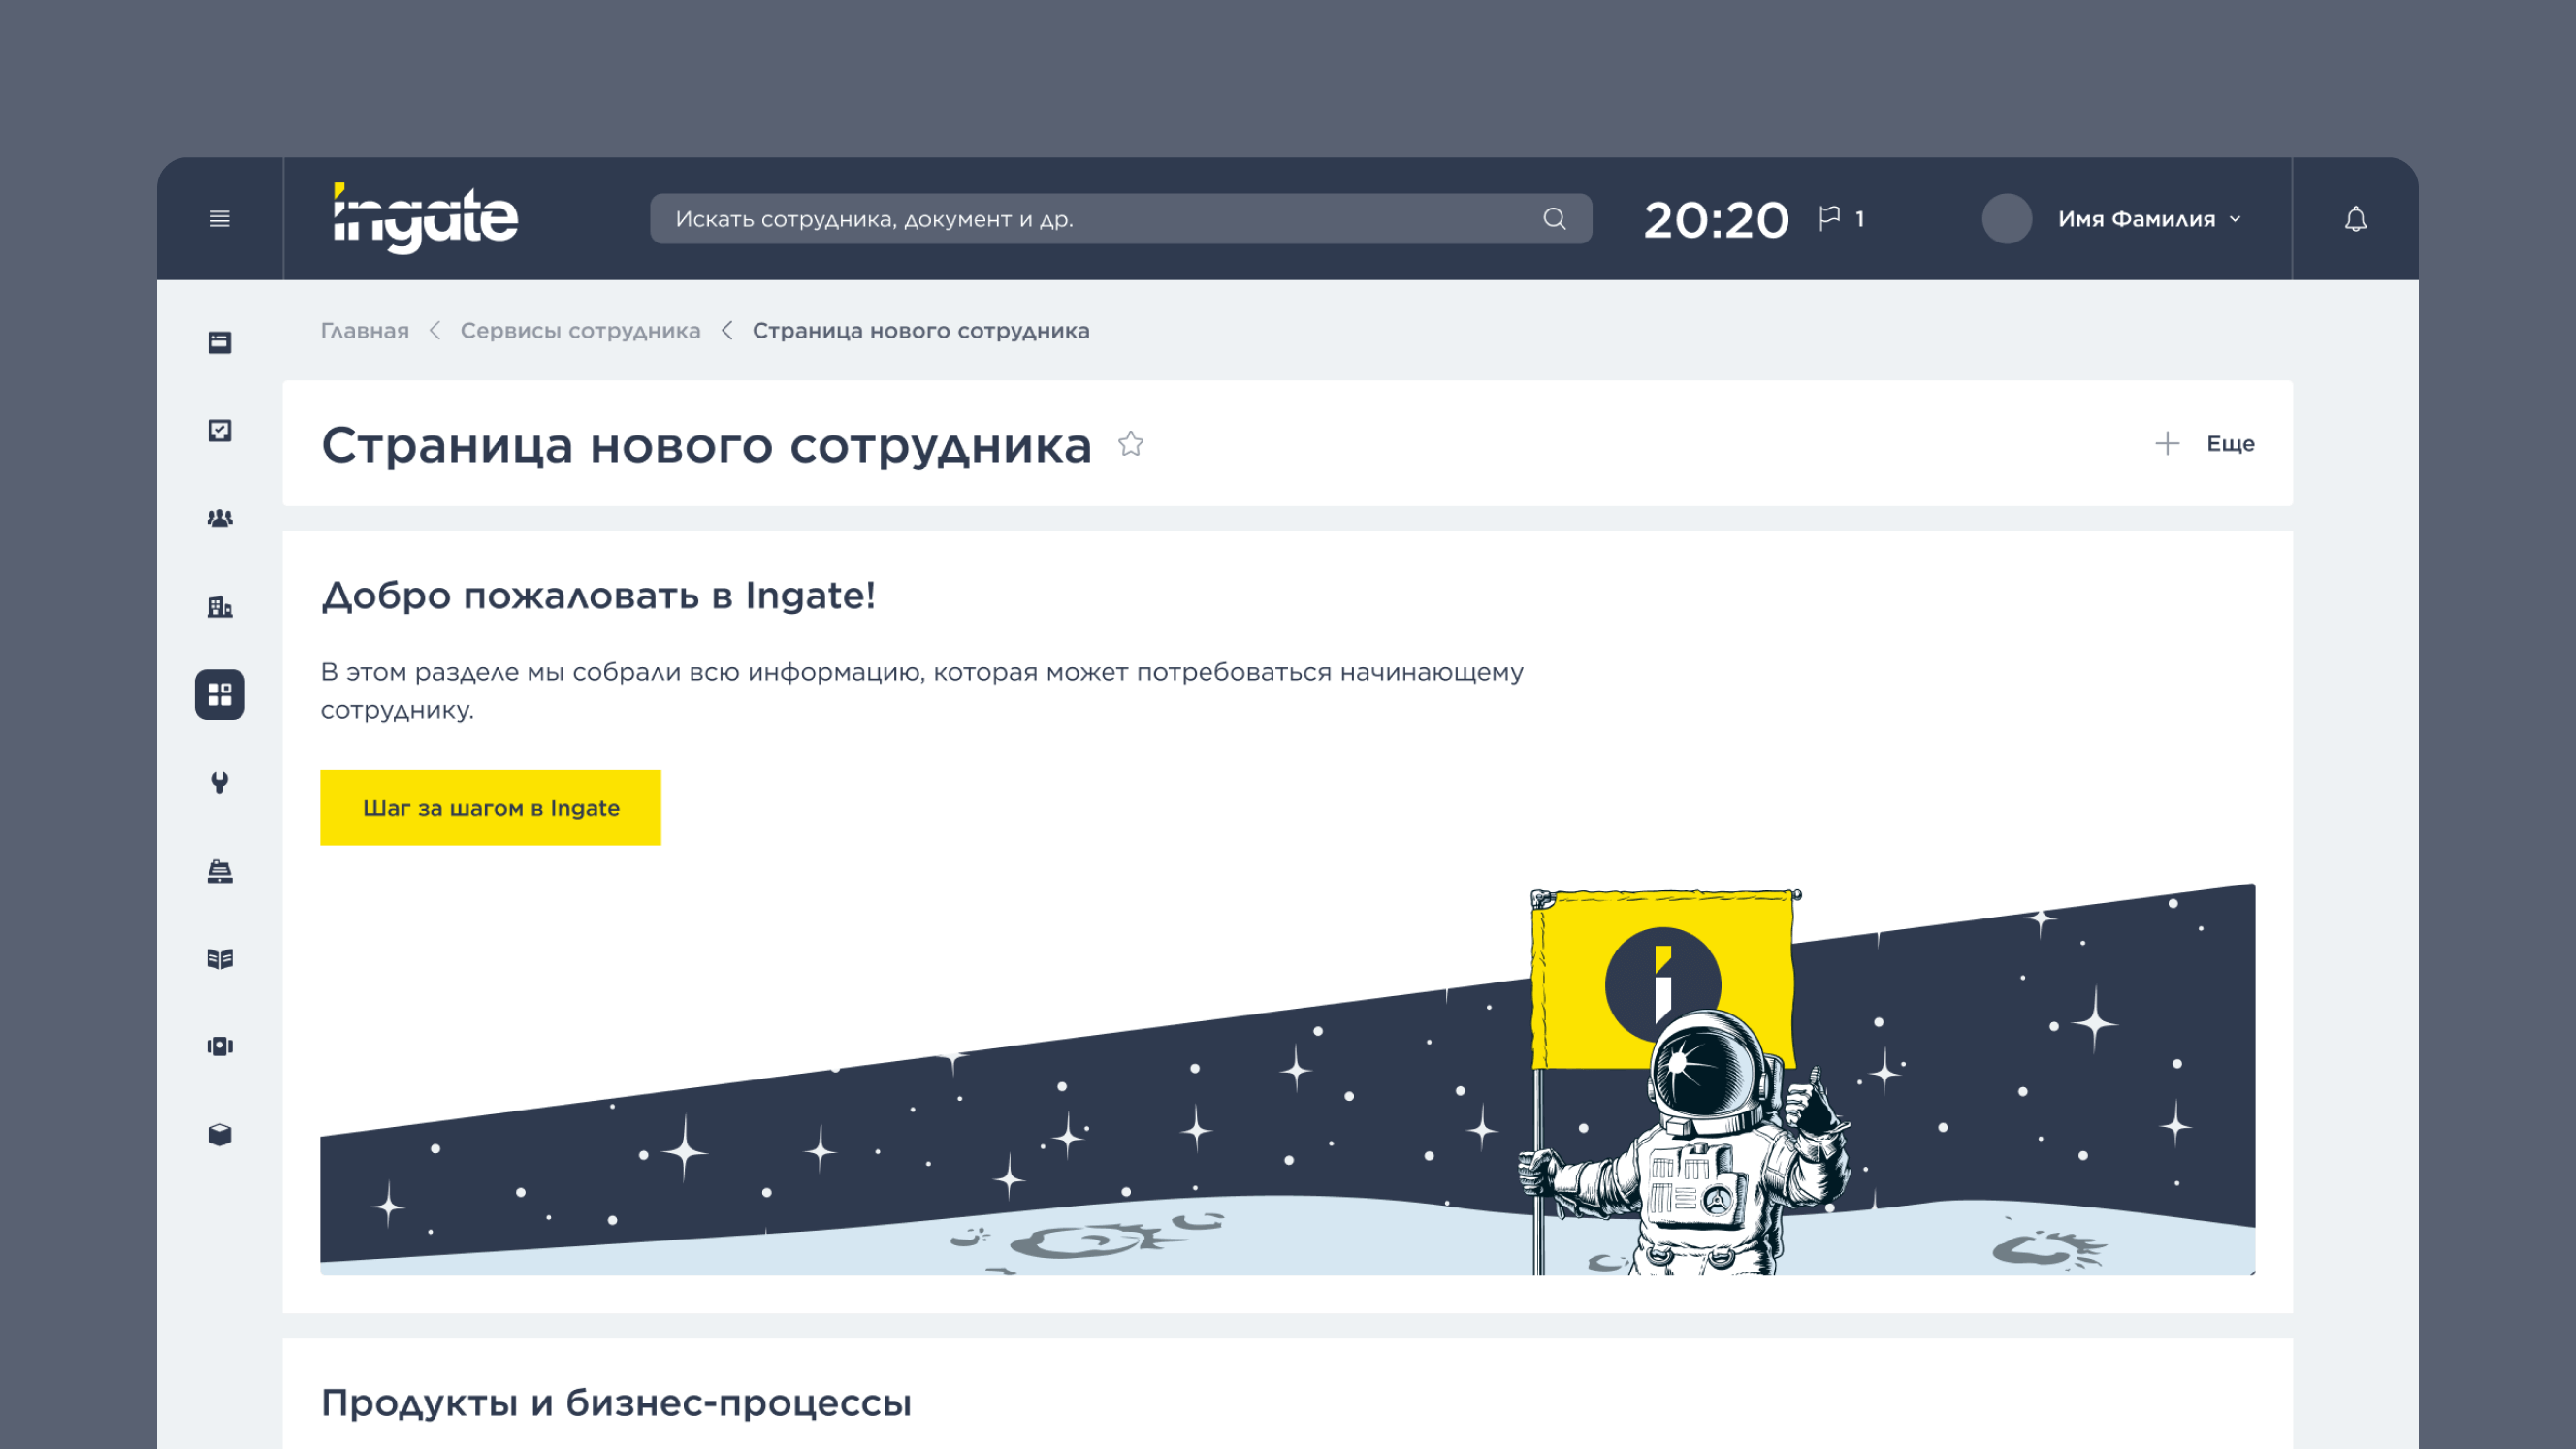 ingate
Искать сотрудника, документ и др.
20:20
1
Имя Фамилия
Главная
Сервисы сотрудника
Страница нового сотрудника
Страница нового сотрудника
Еще
Добро пожаловать в Ingate!
В этом разделе мы собрали всю информацию, которая может потребоваться начинающему
сотруднику.
Шаг за шагом в Ingate
i
Продукты и бизнес-процессы